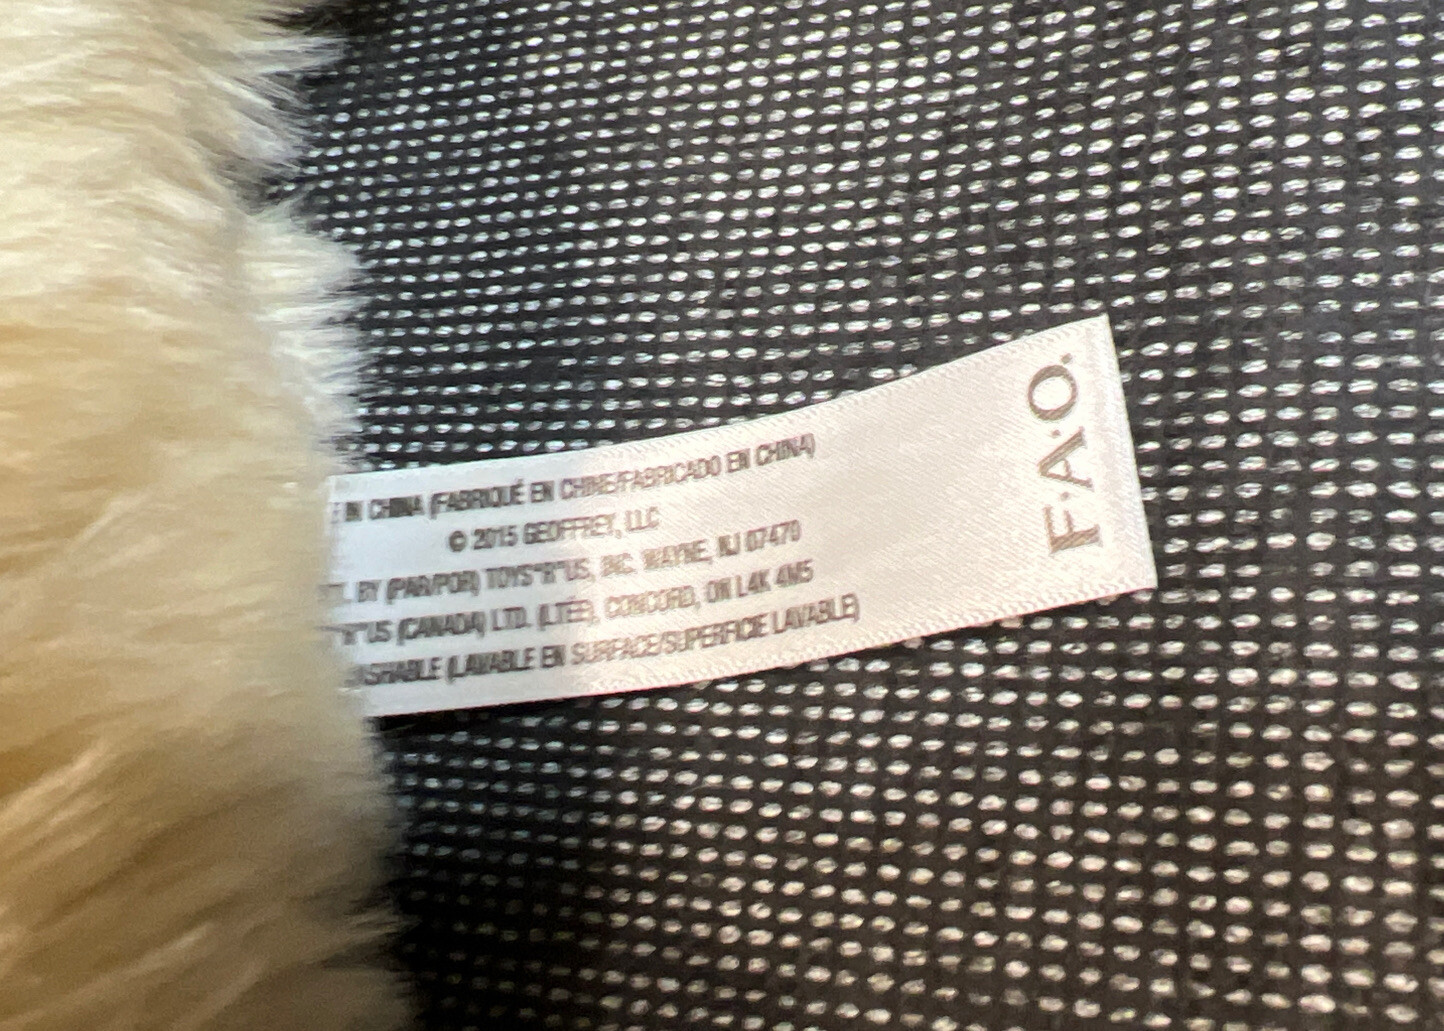 IN CHINA (FABRIQUÉ EN CHINE/FABRICADO EN CHINA)
© 2015 GEOFFREY, LLC
BY (PAR/POR) TOYS"R"US, INC. WAYNE, NJ 07470
"R"US (CANADA) LTD. (LTÉE), CONCORD, ON L4K 4M5
(LAVABLE EN SURFACE/SUPERFICIE LAVABLE)
F·A·O.